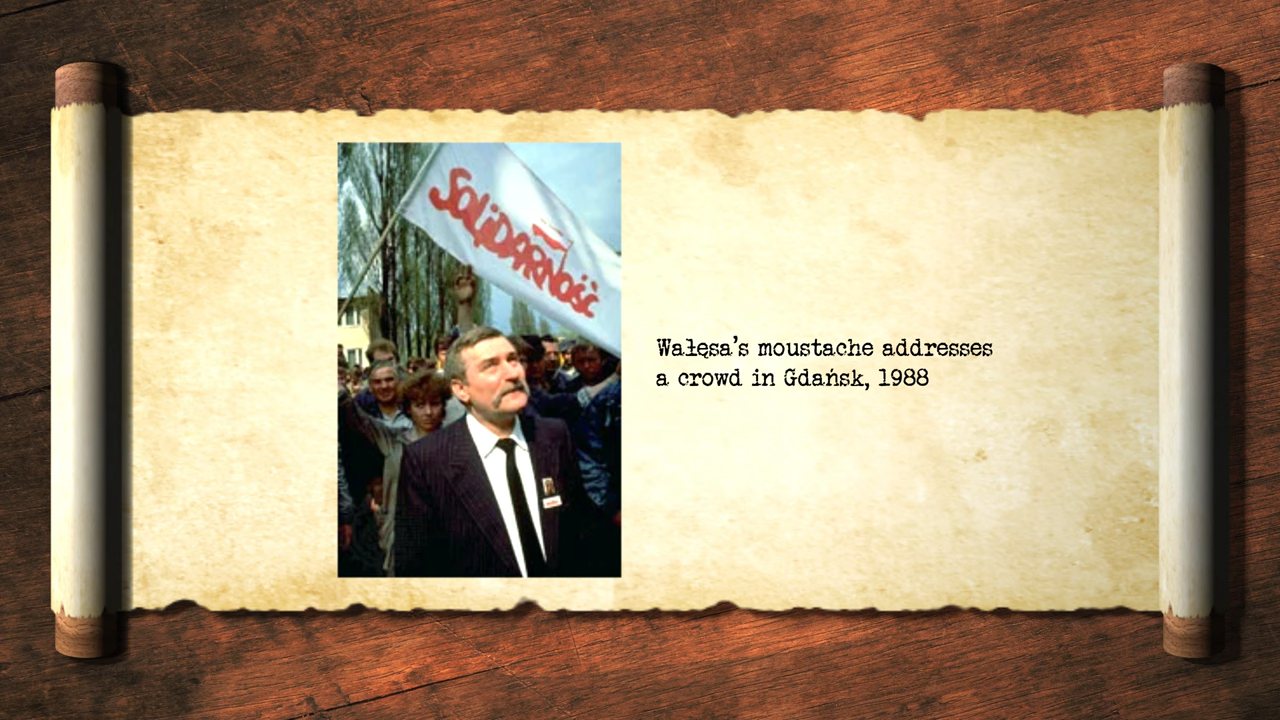 SOLIDARNOŚĆ
Wałęsa's moustache addresses
a crowd in Gdańsk, 1988